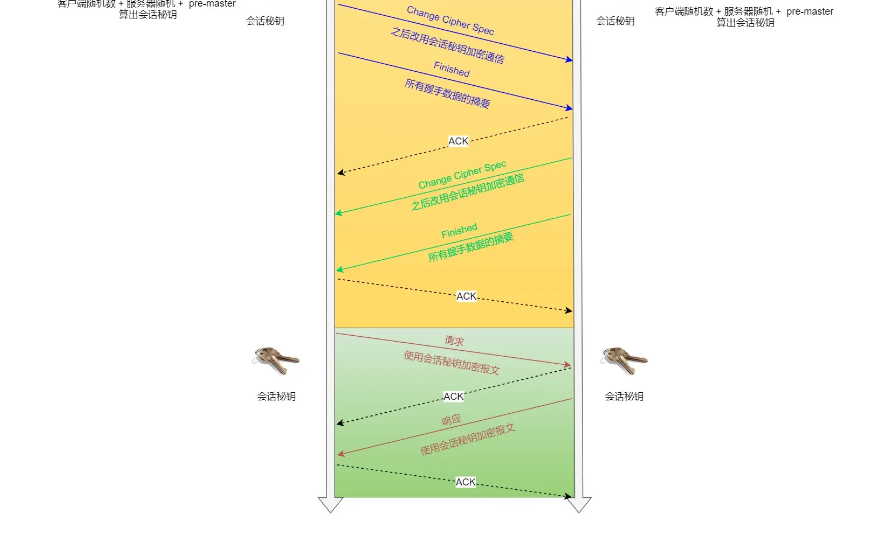 客户端随机数 + 服务器随机 + pre-master
算出会话秘钥
会话秘钥
会话秘钥
客户端随机数 + 服务器随机 + pre-master
算出会话秘钥
Change Cipher Spec
之后改用会话秘钥加密通信
Finished
所有握手数据的摘要
ACK
Change Cipher Spec
之后改用会话秘钥加密通信
Finished
所有握手数据的摘要
ACK
请求
使用会话秘钥加密报文
会话秘钥
ACK
会话秘钥
响应
使用会话秘钥加密报文
ACK